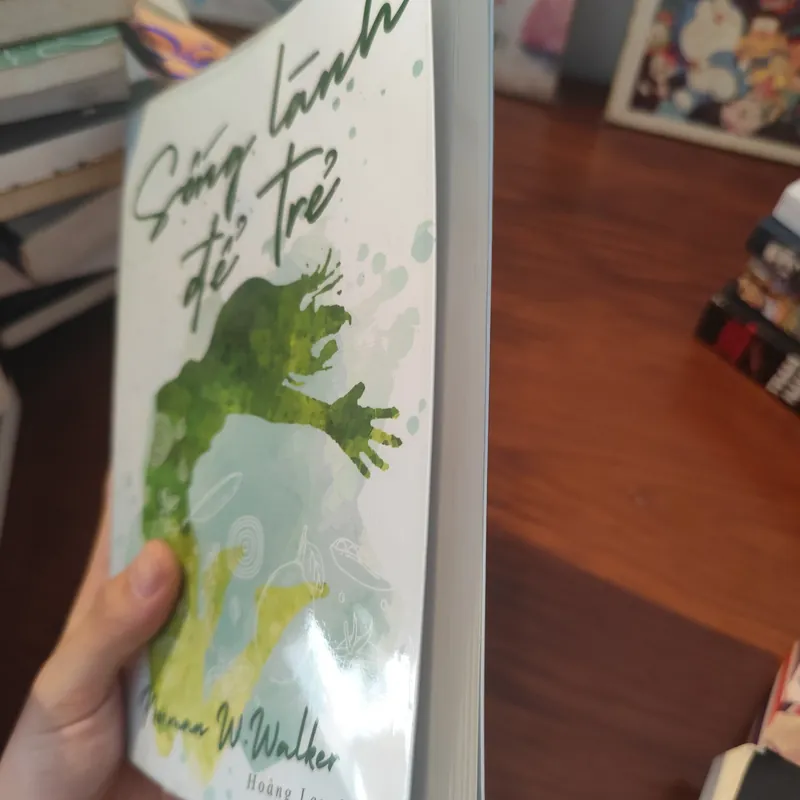 Sống lành
để trẻ
W. Walker
Hoàng